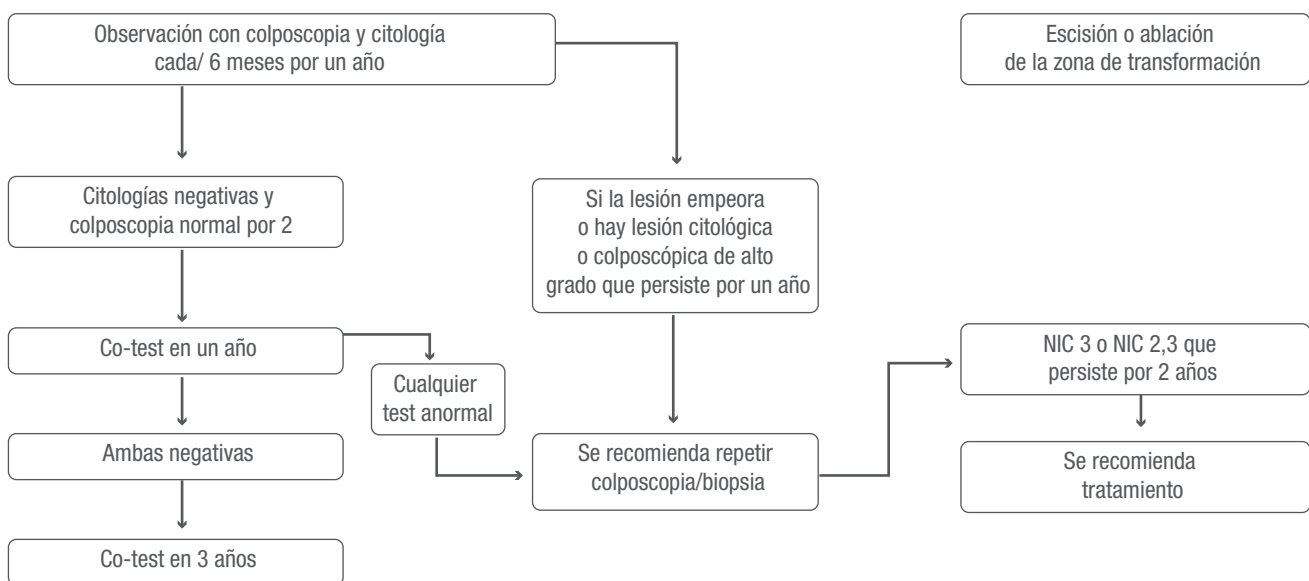 Observación con colposcopia y citología
cada/ 6 meses por un año
Escisión o ablación
de la zona de transformación
Citologías negativas y
colposcopia normal por 2
Si la lesión empeora
o hay lesión citológica
o colposcópica de alto
grado que persiste por un año
Co-test en un año
Cualquier
test anormal
NIC 3 o NIC 2,3 que
persiste por 2 años
Ambas negativas
Se recomienda repetir
colposcopia/biopsia
Se recomienda
tratamiento
Co-test en 3 años